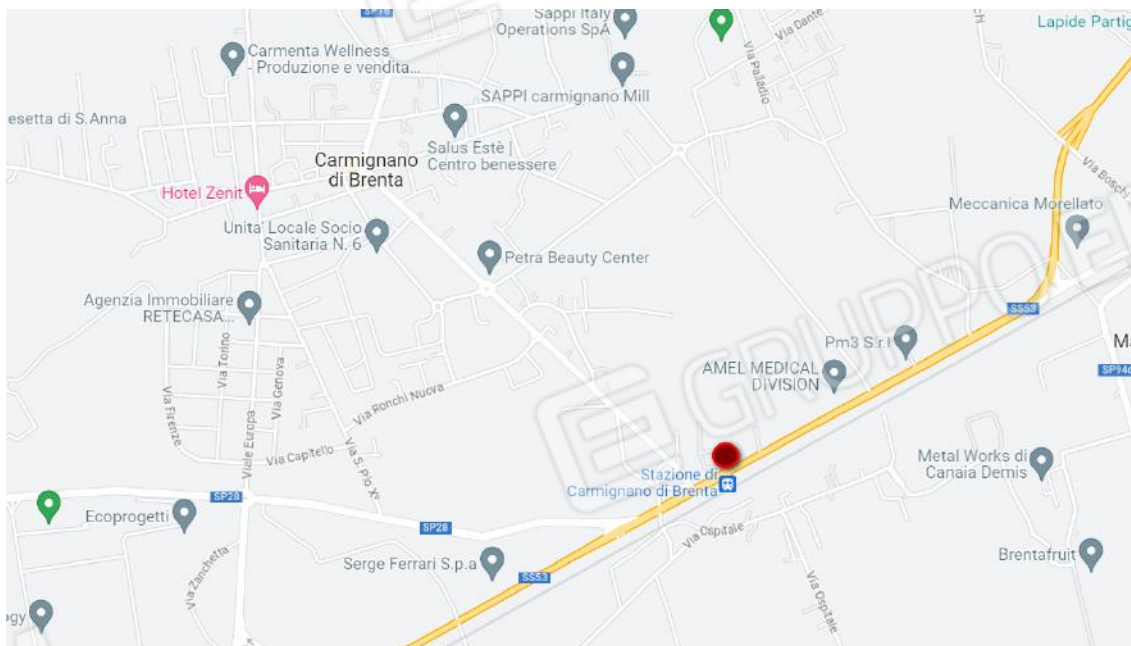 SP16
Sappi Italy
Operations SpA
Via Dante
Lapide Partig
Via Palladio
Carmenta Wellness
- Produzione e vendita...
SAPPI carmignano Mill
esetta di S.Anna
Salus Estè |
Centro benessere
Carmignano
di Brenta
Hotel Zenit
Via Boschi
Meccanica Morellato
Unita' Locale Socio
Sanitaria N. 6
Petra Beauty Center
Agenzia Immobiliare
RETECASA...
GRUPPO
SS53
Pm3 S.r.l
Via Torino
Via Genova
AMEL MEDICAL
DIVISION
SP94d
Via Ronchi Nuova
Via Firenze
Viale Europa
Via Capitello
Via S. Pio Xº
Metal Works di
Canaia Demis
Stazione di
Carmignano di Brenta
SP28
Ecoprogetti
SP28
Via Ospitale
Brentafruit
Serge Ferrari S.p.a
SS53
Via Zanchetta
Via Ospitale
ogy